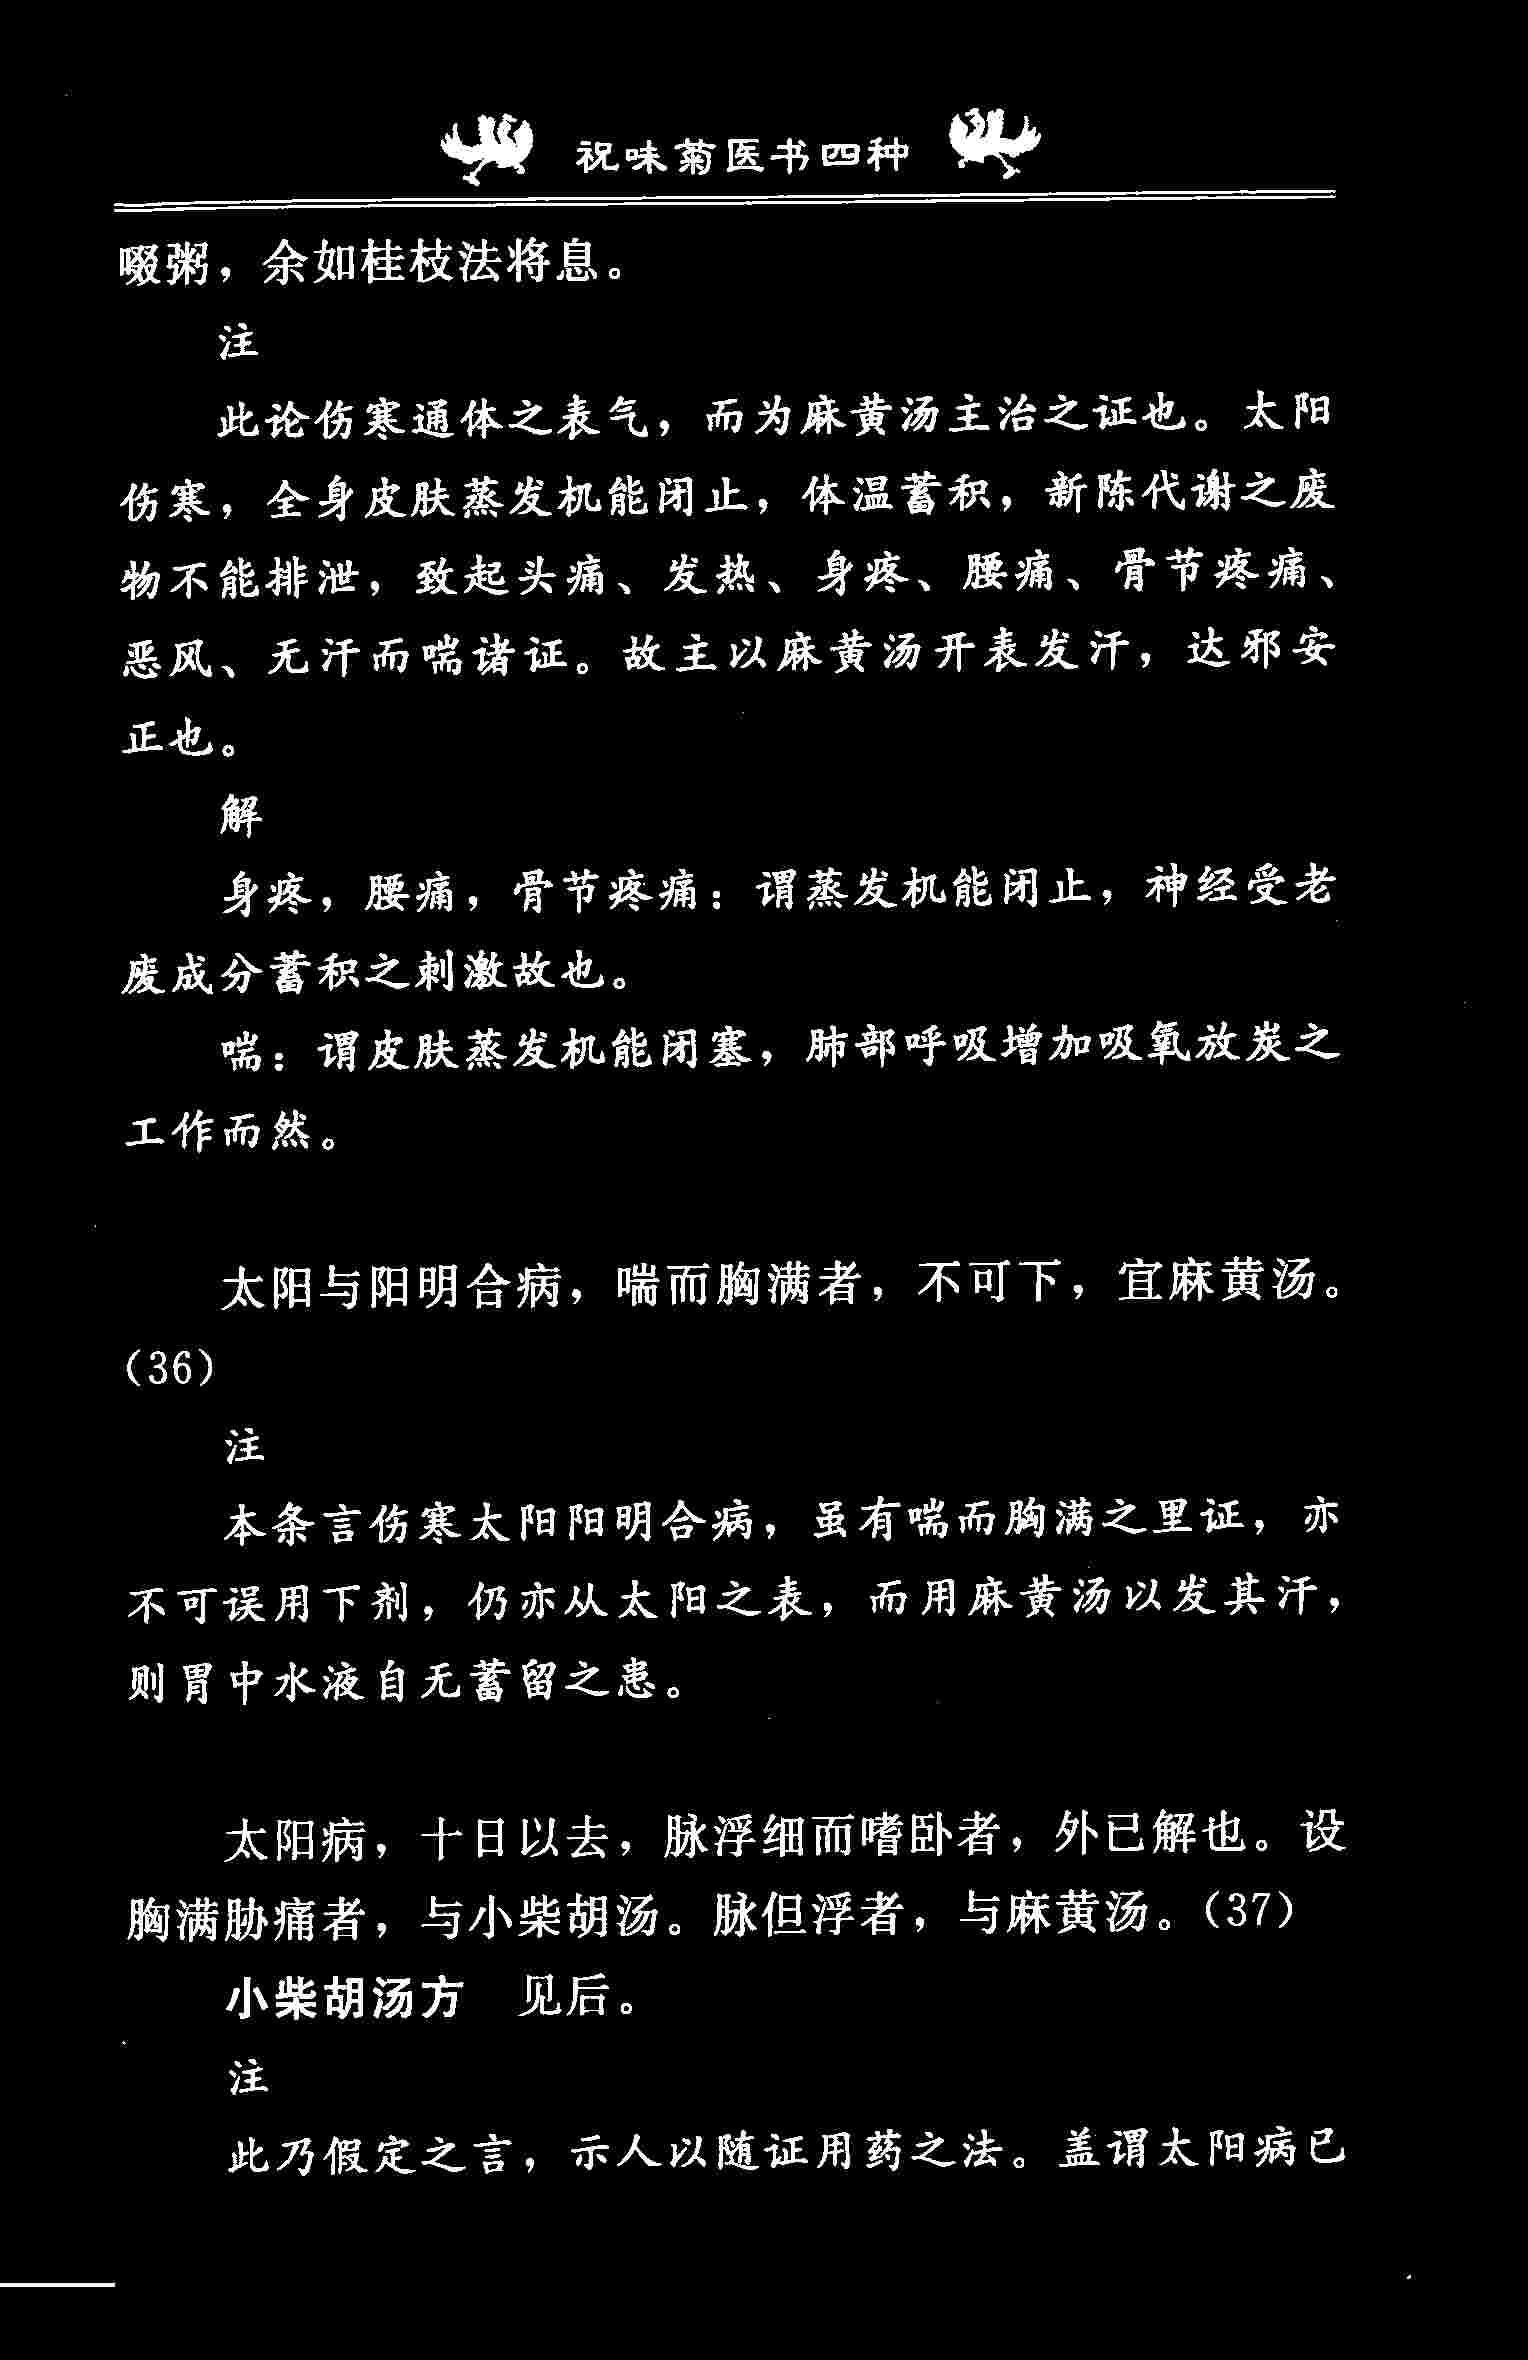 祝味菊医书四种
啜粥，余如桂枝法将息。
注
此论伤寒通体之表气，而为麻黄汤主治之证也。太阳
伤寒，全身皮肤蒸发机能闭止，体温蓄积，新陈代谢之废
物不能排泄，致起头痛、发热、身疼、腰痛、骨节疼痛、
恶风、无汗而喘诸证。故主以麻黄汤开表发汗，达邪安
正也。
解
身疼，腰痛，骨节疼痛：谓蒸发机能闭止，神经受老
废成分蓄积之刺激故也。
喘：谓皮肤蒸发机能闭塞，肺部呼吸增加吸氧放炭之
工作而然。
太阳与阳明合病，喘而胸满者，不可下，宜麻黄汤。
（36）
注
本条言伤寒太阳阳明合病，虽有喘而胸满之里证，亦
不可误用下剂，仍亦从太阳之表，而用麻黄汤以发其汗，
则胃中水液自无蓄留之患。
太阳病，十日以去，脉浮细而嗜卧者，外已解也。设
胸满胁痛者，与小柴胡汤。脉但浮者，与麻黄汤。（37）
小柴胡汤方　见后。
注
此乃假定之言，示人以随证用药之法。盖谓太阳病已